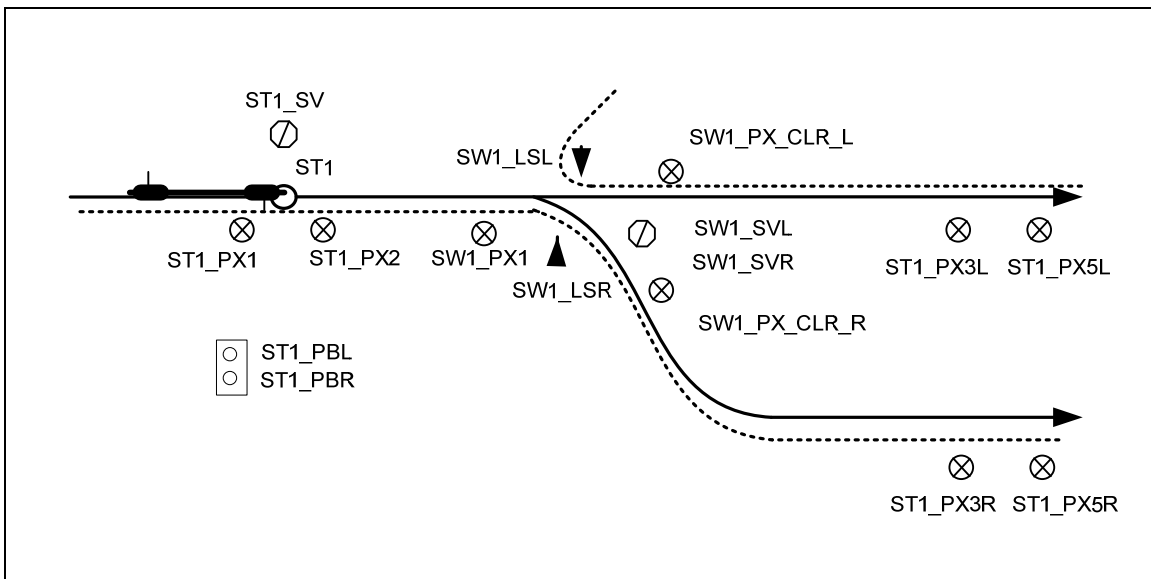 ST1_SV
ST1
SW1_LSL
SW1_PX_CLR_L
ST1_PX1
ST1_PX2
SW1_PX1
SW1_LSR
SW1_SVL
SW1_SVR
ST1_PX3L
ST1_PX5L
SW1_PX_CLR_R
ST1_PBL
ST1_PBR
ST1_PX3R
ST1_PX5R